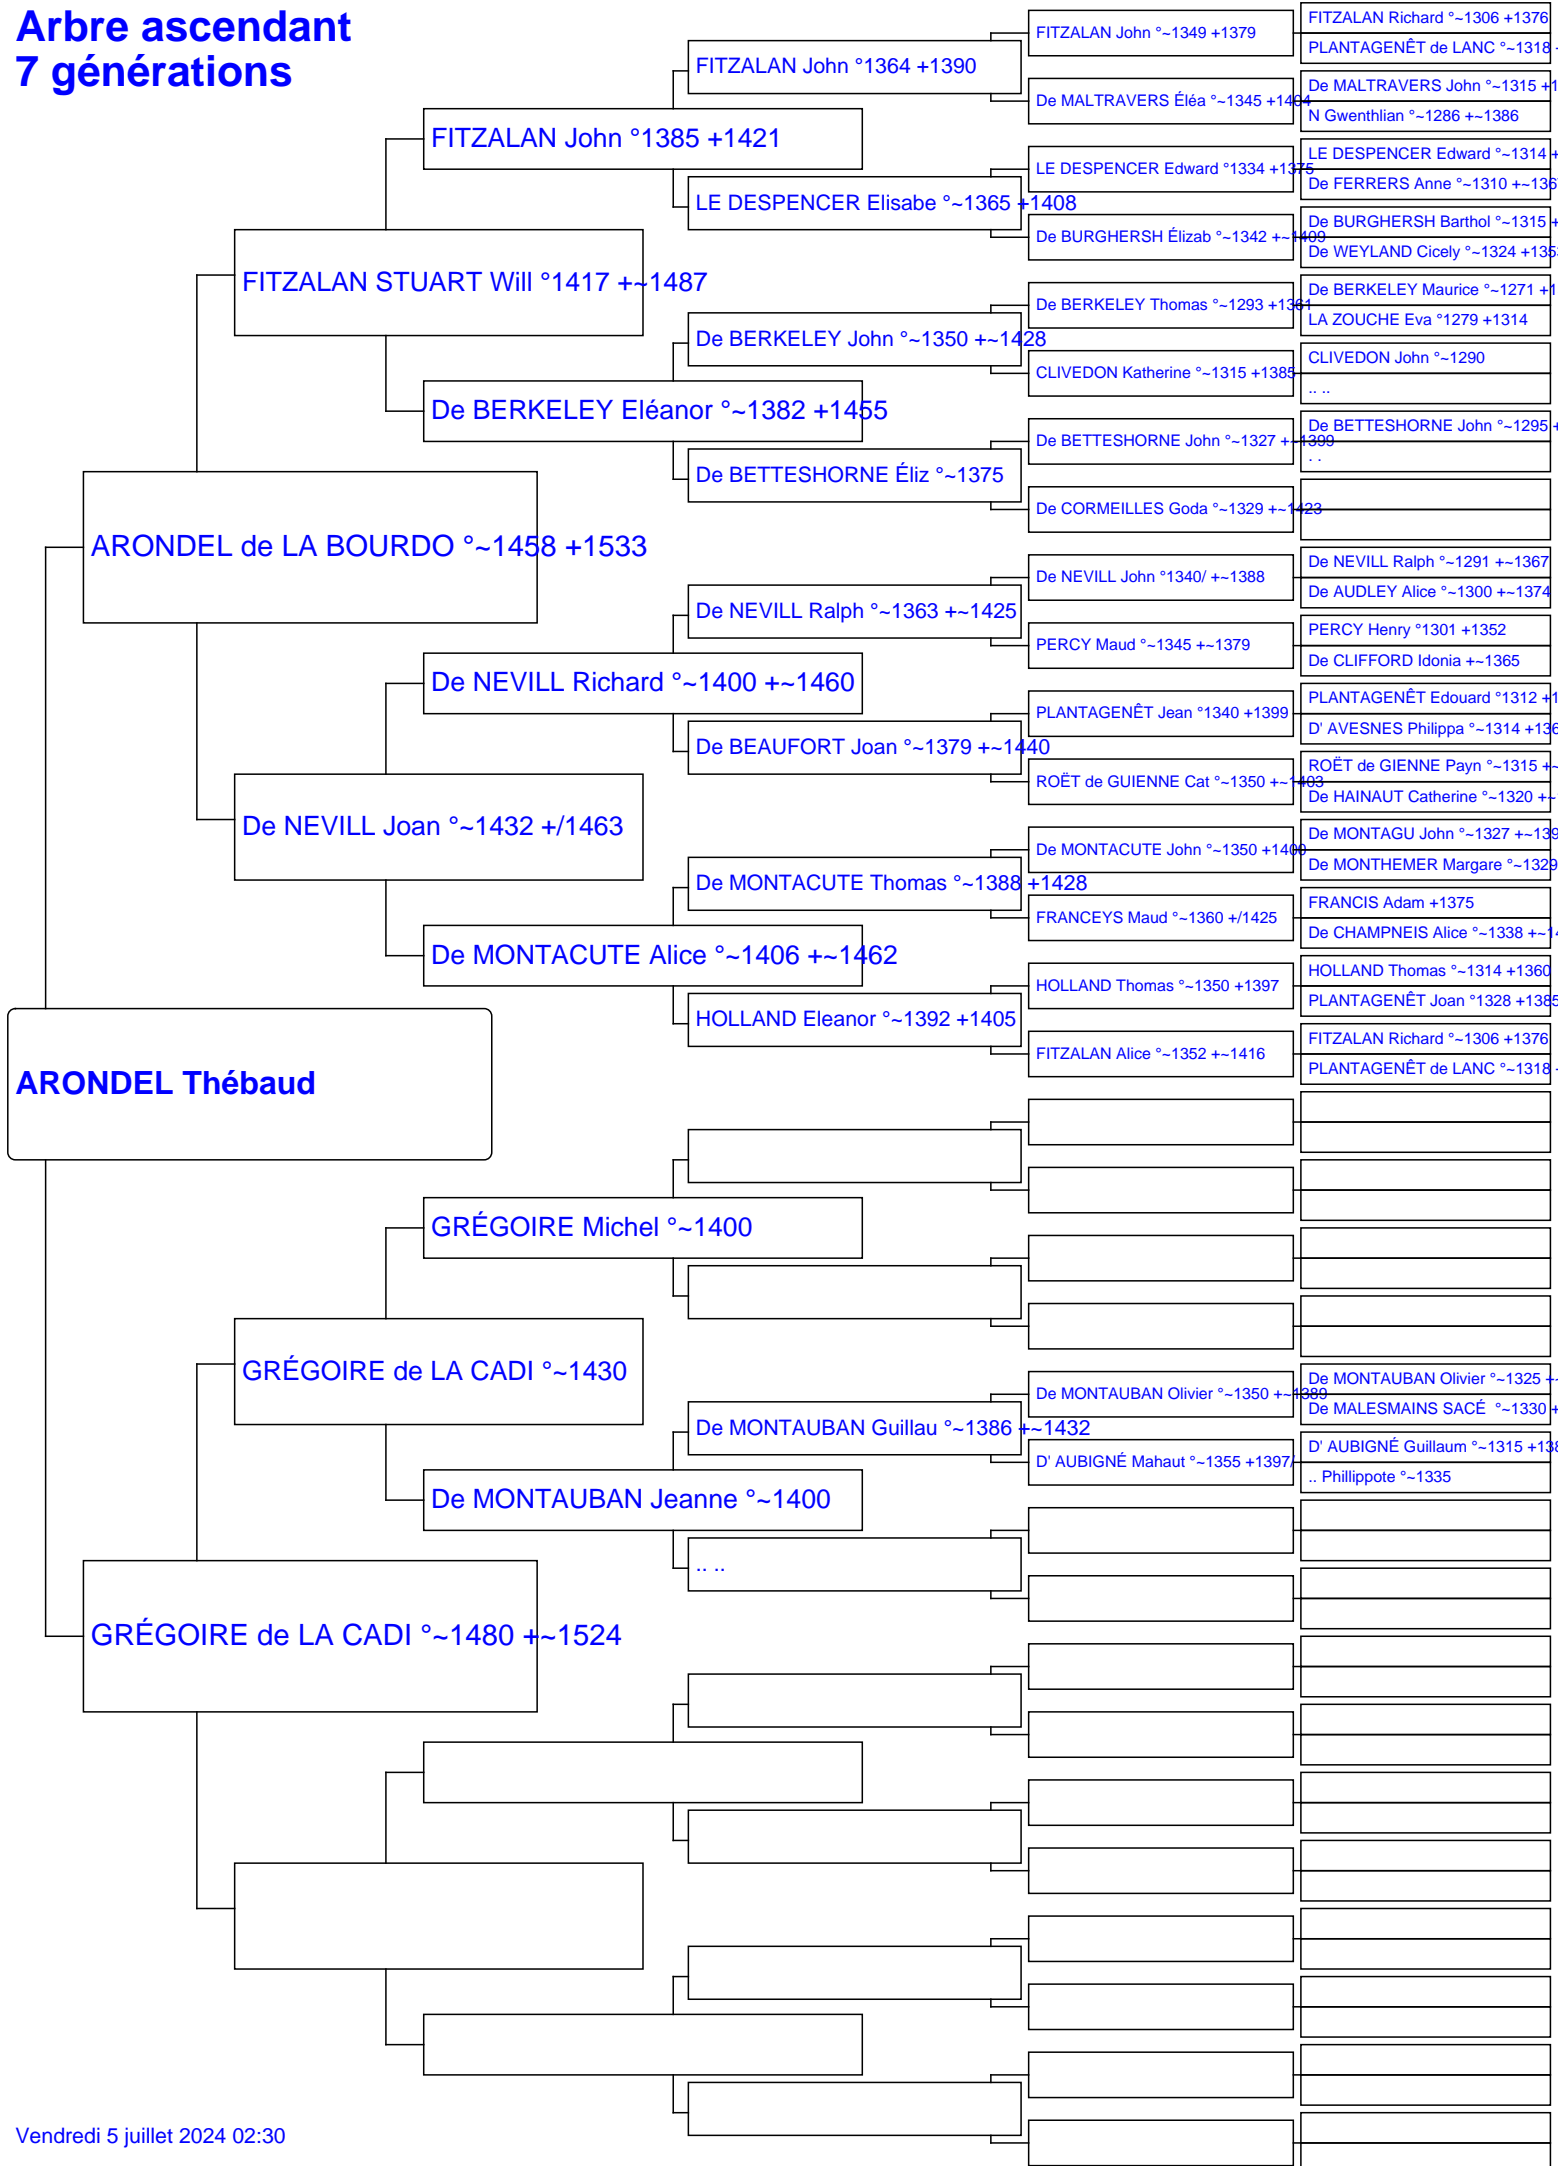 Arbre ascendant
7 générations
FITZALAN John °~1349 +1379
FITZALAN Richard °~1306 +1376
PLANTAGENÊT de LANC °~1318
FITZALAN John °1364 +1390
De MALTRAVERS Éléa °~1345 +1404
De MALTRAVERS John °~1315 +1
N Gwenthlian °~1286 +~1386
FITZALAN John °1385 +1421
LE DESPENCER Edward °1334 +1375
LE DESPENCER Edward °~1314 +
De FERRERS Anne °~1310 +~136
LE DESPENCER Elisabe °~1365 +1408
De BURGHERSH Élizab °~1342 +~1409
De BURGHERSH Barthol °~1315 +
De WEYLAND Cicely °~1324 +135
FITZALAN STUART Will °1417 +~1487
De BERKELEY Thomas °~1293 +1361
De BERKELEY Maurice °~1271 +1
LA ZOUCHE Eva °1279 +1314
De BERKELEY John °~1350 +~1428
CLIVEDON Katherine °~1315 +1385
CLIVEDON John °~1290
.. ..
De BERKELEY Eléanor °~1382 +1455
De BETTESHORNE John °~1327 +~1399
De BETTESHORNE John °~1295 +
. .
De BETTESHORNE Éliz °~1375
De CORMEILLES Goda °~1329 +~1423
ARONDEL de LA BOURDO °~1458 +1533
De NEVILL John °1340/ +~1388
De NEVILL Ralph °~1291 +~1367
De AUDLEY Alice °~1300 +~1374
De NEVILL Ralph °~1363 +~1425
PERCY Maud °~1345 +~1379
PERCY Henry °1301 +1352
De CLIFFORD Idonia +~1365
De NEVILL Richard °~1400 +~1460
PLANTAGENÊT Jean °1340 +1399
PLANTAGENÊT Edouard °1312 +1
D' AVESNES Philippa °~1314 +136
De BEAUFORT Joan °~1379 +~1440
ROËT de GUIENNE Cat °~1350 +~1403
ROËT de GIENNE Payn °~1315 +~
De HAINAUT Catherine °~1320 +~
De NEVILL Joan °~1432 +/1463
De MONTACUTE John °~1350 +1400
De MONTAGU John °~1327 +~139
De MONTHEMER Margare °~1329
De MONTACUTE Thomas °~1388 +1428
FRANCEYS Maud °~1360 +/1425
FRANCIS Adam +1375
De CHAMPNEIS Alice °~1338 +~14
De MONTACUTE Alice °~1406 +~1462
HOLLAND Thomas °~1350 +1397
HOLLAND Thomas °~1314 +1360
PLANTAGENÊT Joan °1328 +1385
HOLLAND Eleanor °~1392 +1405
FITZALAN Alice °~1352 +~1416
FITZALAN Richard °~1306 +1376
PLANTAGENÊT de LANC °~1318
ARONDEL Thébaud
GRÉGOIRE Michel °~1400
GRÉGOIRE de LA CADI °~1430
De MONTAUBAN Olivier °~1350 +~1389
De MONTAUBAN Olivier °~1325 +~
De MALESMAINS SACÉ °~1330 +
De MONTAUBAN Guillau °~1386 +~1432
D' AUBIGNÉ Mahaut °~1355 +1397/
D' AUBIGNÉ Guillaum °~1315 +138
.. Phillippote °~1335
De MONTAUBAN Jeanne °~1400
.. ..
GRÉGOIRE de LA CADI °~1480 +~1524
Vendredi 5 juillet 2024 02:30